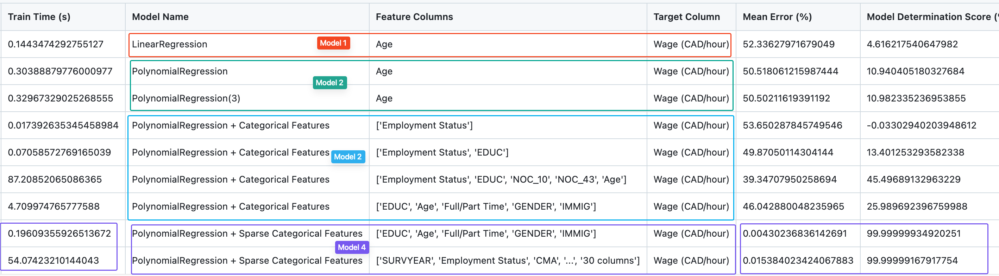 Train Time (s) Model Name Feature Columns Target Column Mean Error (%) Model Determination Score (
0.1443474292755127 LinearRegression Model 1 Age Wage (CAD/hour) 52.33627971679049 4.616217540647982
0.30388879776000977 PolynomialRegression Age Wage (CAD/hour) 50.518061215987444 10.940405180327684
Model 2
0.32967329025268555 PolynomialRegression(3) Age Wage (CAD/hour) 50.50211619391192 10.982335236953855
0.017392635345458984 PolynomialRegression + Categorical Features ['Employment Status'] Wage (CAD/hour) 53.650287845749546 -0.03302940203948612
0.07058572769165039 PolynomialRegression + Categorical Features Model 2 ['Employment Status', 'EDUC'] Wage (CAD/hour) 49.87050114304144 13.401253293582338
87.20852065086365 PolynomialRegression + Categorical Features ['Employment Status', 'EDUC', 'NOC_10', 'NOC_43', 'Age'] Wage (CAD/hour) 39.34707950258694 45.49689132963229
4.709974765777588 PolynomialRegression + Categorical Features ['EDUC', 'Age', 'Full/Part Time', 'GENDER', 'IMMIG'] Wage (CAD/hour) 46.042880048235965 25.989692396759988
0.19609355926513672 PolynomialRegression + Sparse Categorical Features ['EDUC', 'Age', 'Full/Part Time', 'GENDER', 'IMMIG'] Wage (CAD/hour) 0.00430236836142691 99.99999934920251
Model 4
54.07423210144043 PolynomialRegression + Sparse Categorical Features ['SURVYEAR', 'Employment Status', 'CMA', '...', '30 columns'] Wage (CAD/hour) 0.015384023424067883 99.99999167917754